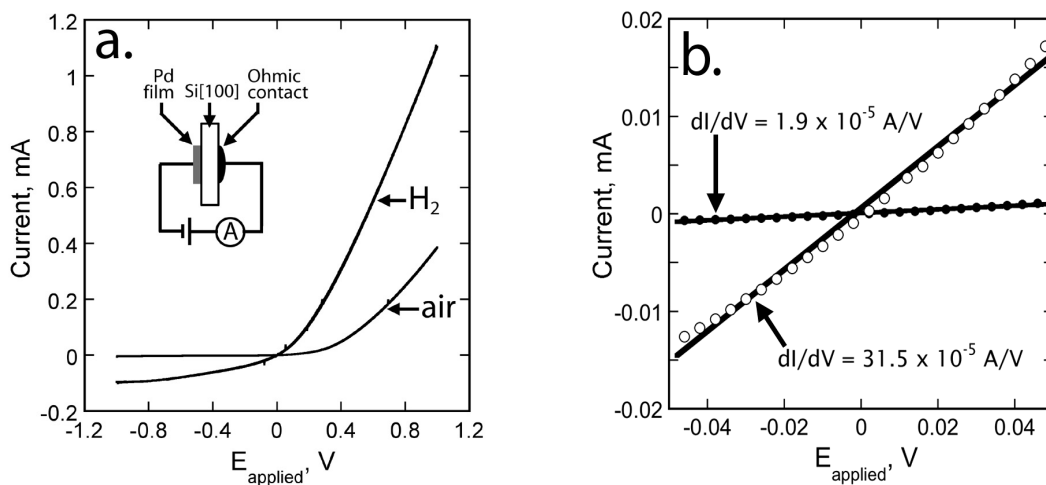 a.
Pd
film
Si[100]
Ohmic
contact
A
H₂
air
Current, mA
1.2
1
0.8
0.6
0.4
0.2
0
-0.2
-1.2 -0.8 -0.4 0 0.4 0.8 1.2
E applied, V
b.
dI/dV = 1.9 x 10⁻⁵ A/V
dI/dV = 31.5 x 10⁻⁵ A/V
Current, mA
0.02
0.01
0
-0.01
-0.02
-0.04 -0.02 0 0.02 0.04
E applied, V